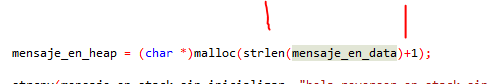 mensaje_en_heap = (char *)malloc(strlen(mensaje_en_data)+1);